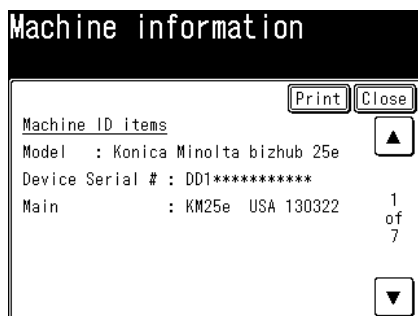 Machine information
Print Close
Machine ID items
Model : Konica Minolta bizhub 25e
Device Serial # : DD1***********
Main : KM25e USA 130322
1
of
7